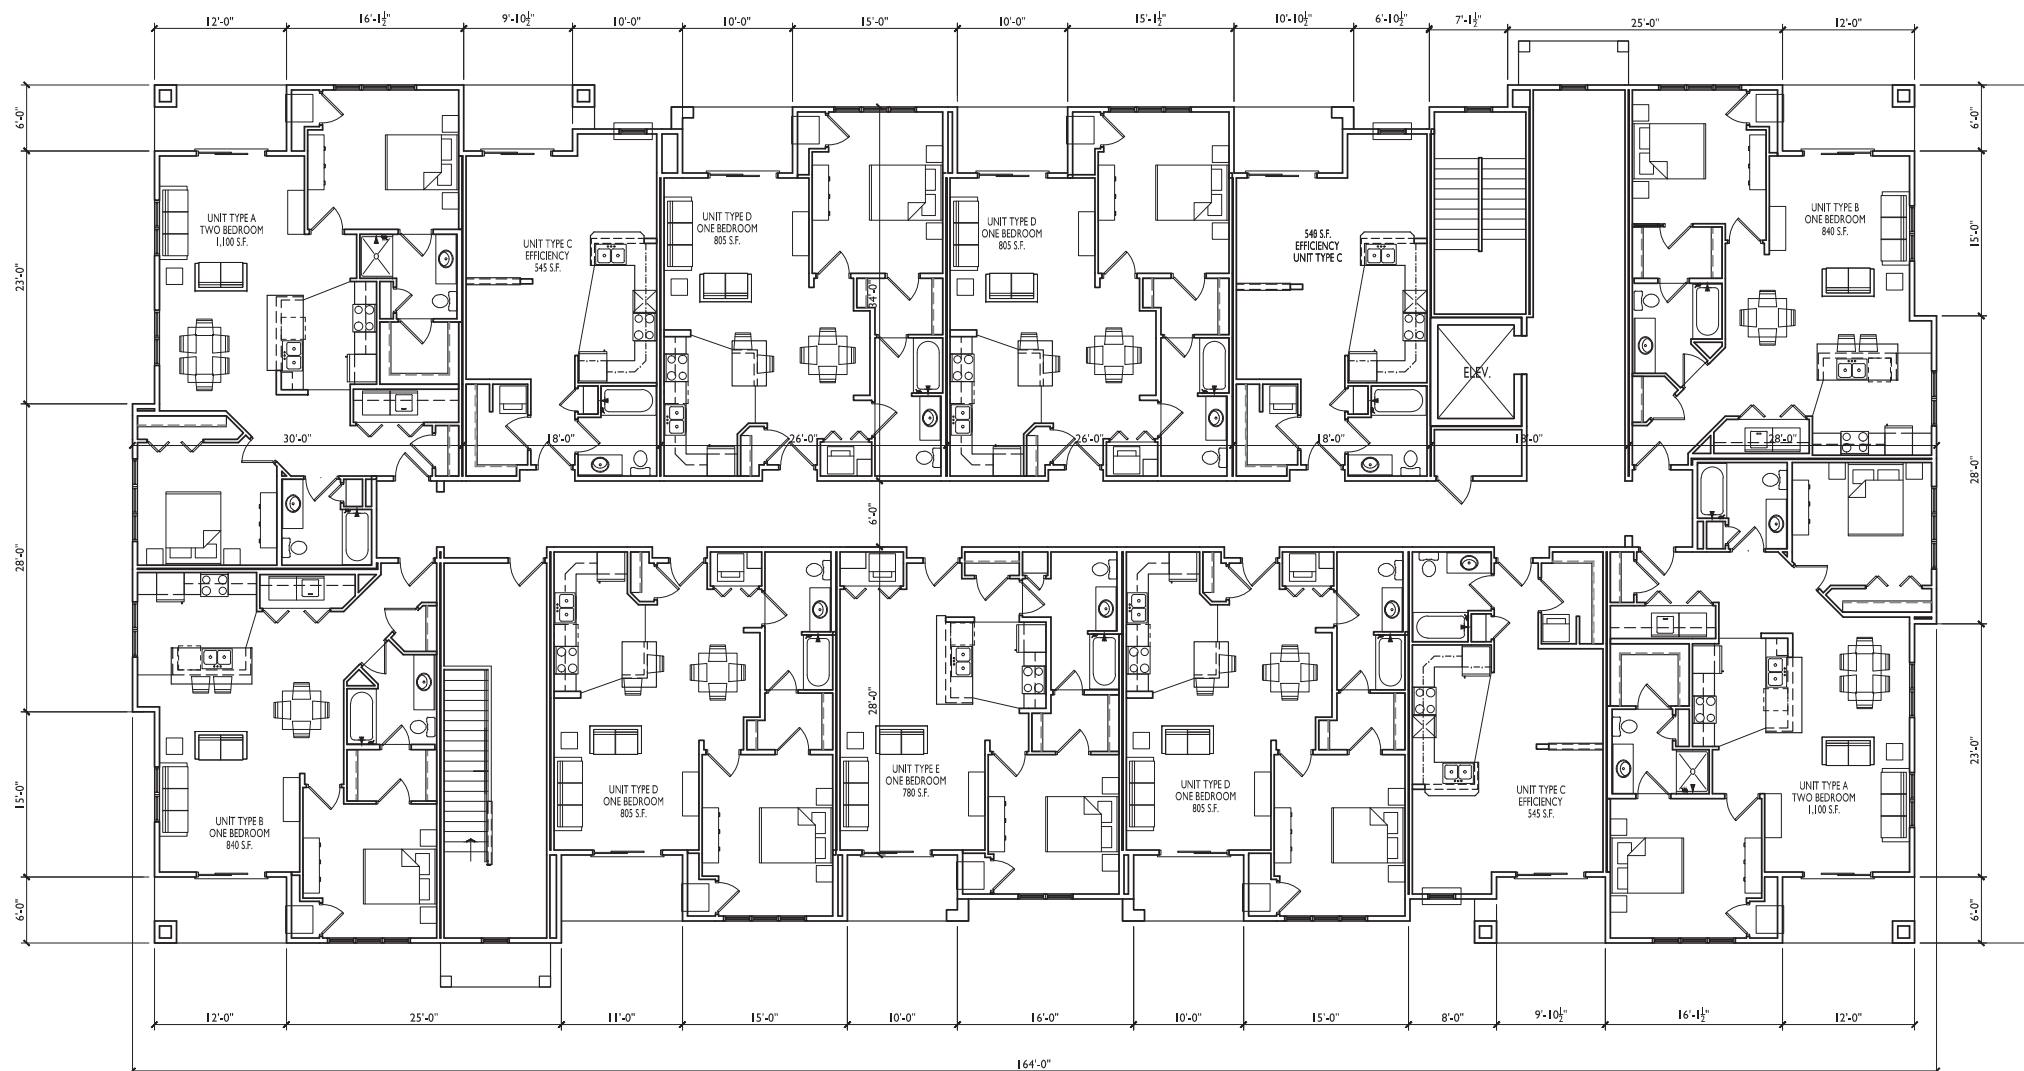 12'-0"
16'-1½"
9'-10½"
10'-0"
10'-0"
15'-0"
10'-0"
15'-1½"
10'-10½"
6'-10½"
7'-1½"
25'-0"
12'-0"
6'-0"
6'-0"
23'-0"
15'-0"
UNIT TYPE A
TWO BEDROOM
1,100 S.F.
UNIT TYPE C
EFFICIENCY
545 S.F.
UNIT TYPE D
ONE BEDROOM
805 S.F.
UNIT TYPE D
ONE BEDROOM
805 S.F.
540 S.F.
EFFICIENCY
UNIT TYPE C
UNIT TYPE B
ONE BEDROOM
840 S.F.
34'-0"
ELEV.
30'-0"
18'-0"
26'-0"
26'-0"
18'-0"
18'-0"
28'-0"
28'-0"
28'-0"
6'-0"
28'-0"
15'-0"
23'-0"
UNIT TYPE B
ONE BEDROOM
840 S.F.
UNIT TYPE D
ONE BEDROOM
805 S.F.
UNIT TYPE E
ONE BEDROOM
780 S.F.
UNIT TYPE D
ONE BEDROOM
805 S.F.
UNIT TYPE C
EFFICIENCY
545 S.F.
UNIT TYPE A
TWO BEDROOM
1,100 S.F.
6'-0"
6'-0"
12'-0"
25'-0"
11'-0"
15'-0"
10'-0"
16'-0"
10'-0"
15'-0"
8'-0"
9'-10½"
16'-1½"
12'-0"
164'-0"